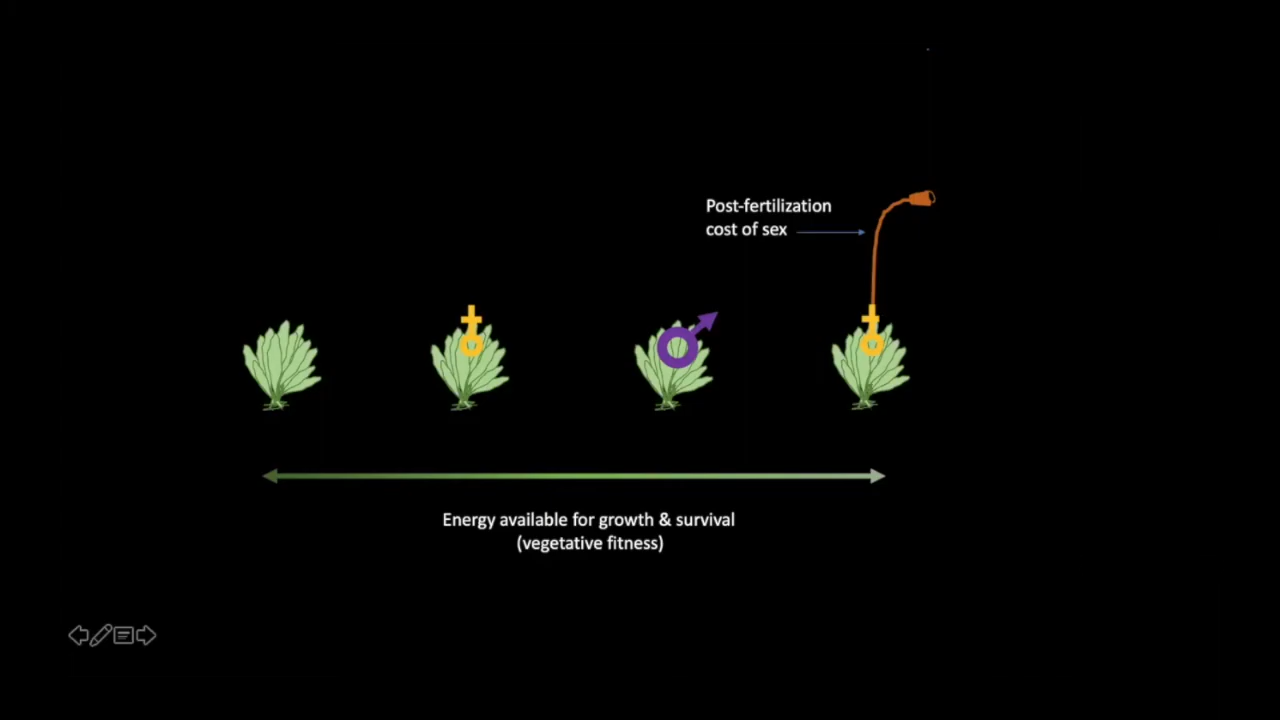 Post-fertilization
cost of sex
Energy available for growth & survival
(vegetative fitness)